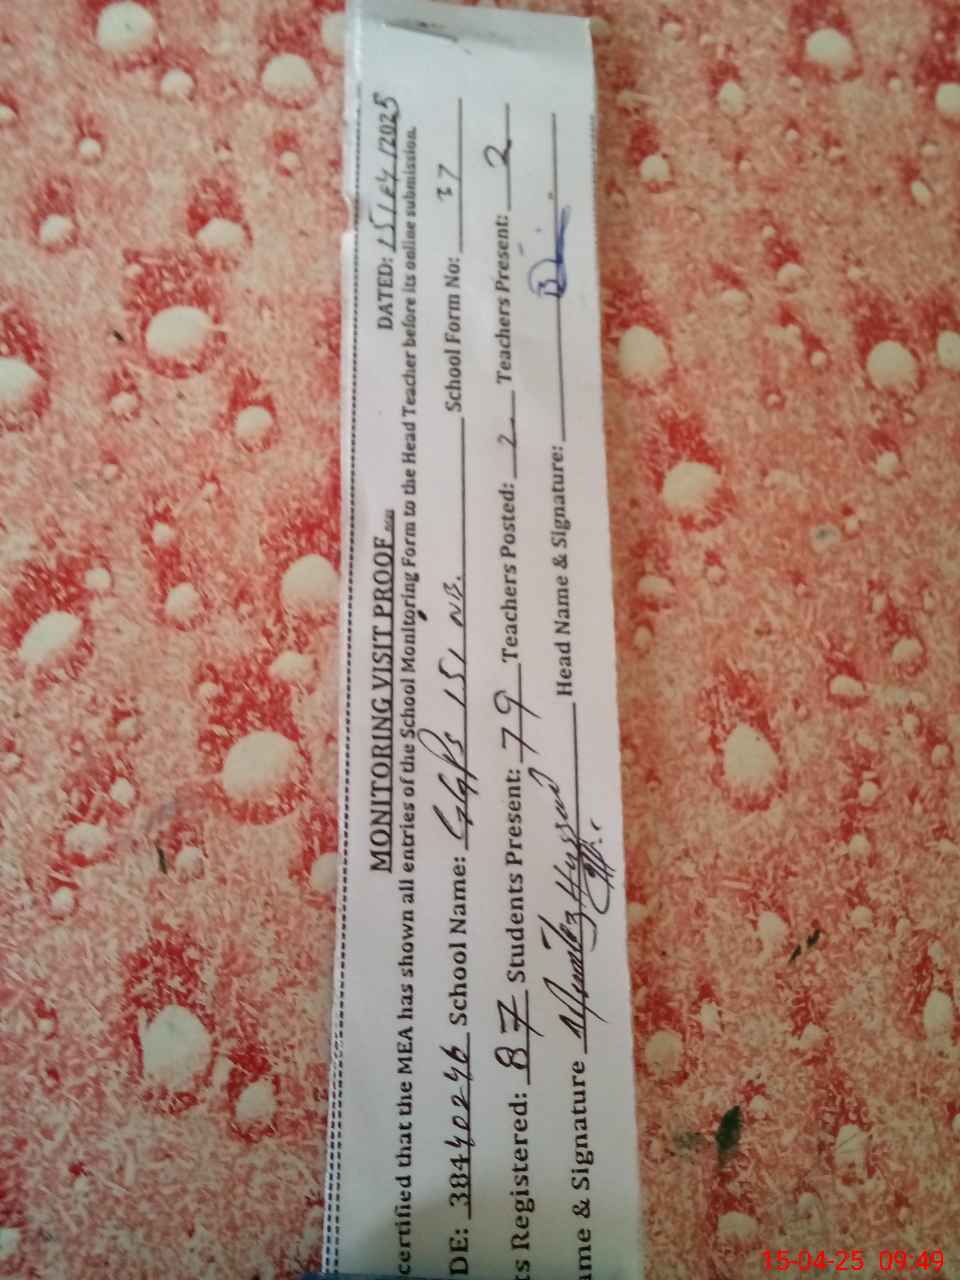 MONITORING VISIT PROOF DATED: 15/04/2025
certified that the MEA has shown all entries of the School Monitoring Form to the Head Teacher before its online submission.
DE: 38440246 School Name: GGPS 151 NB. School Form No: 37
ts Registered: 87 Students Present: 79 Teachers Posted: 2 Teachers Present: 2
me & Signature Hussain Head Name & Signature:
15-04-25 09:49